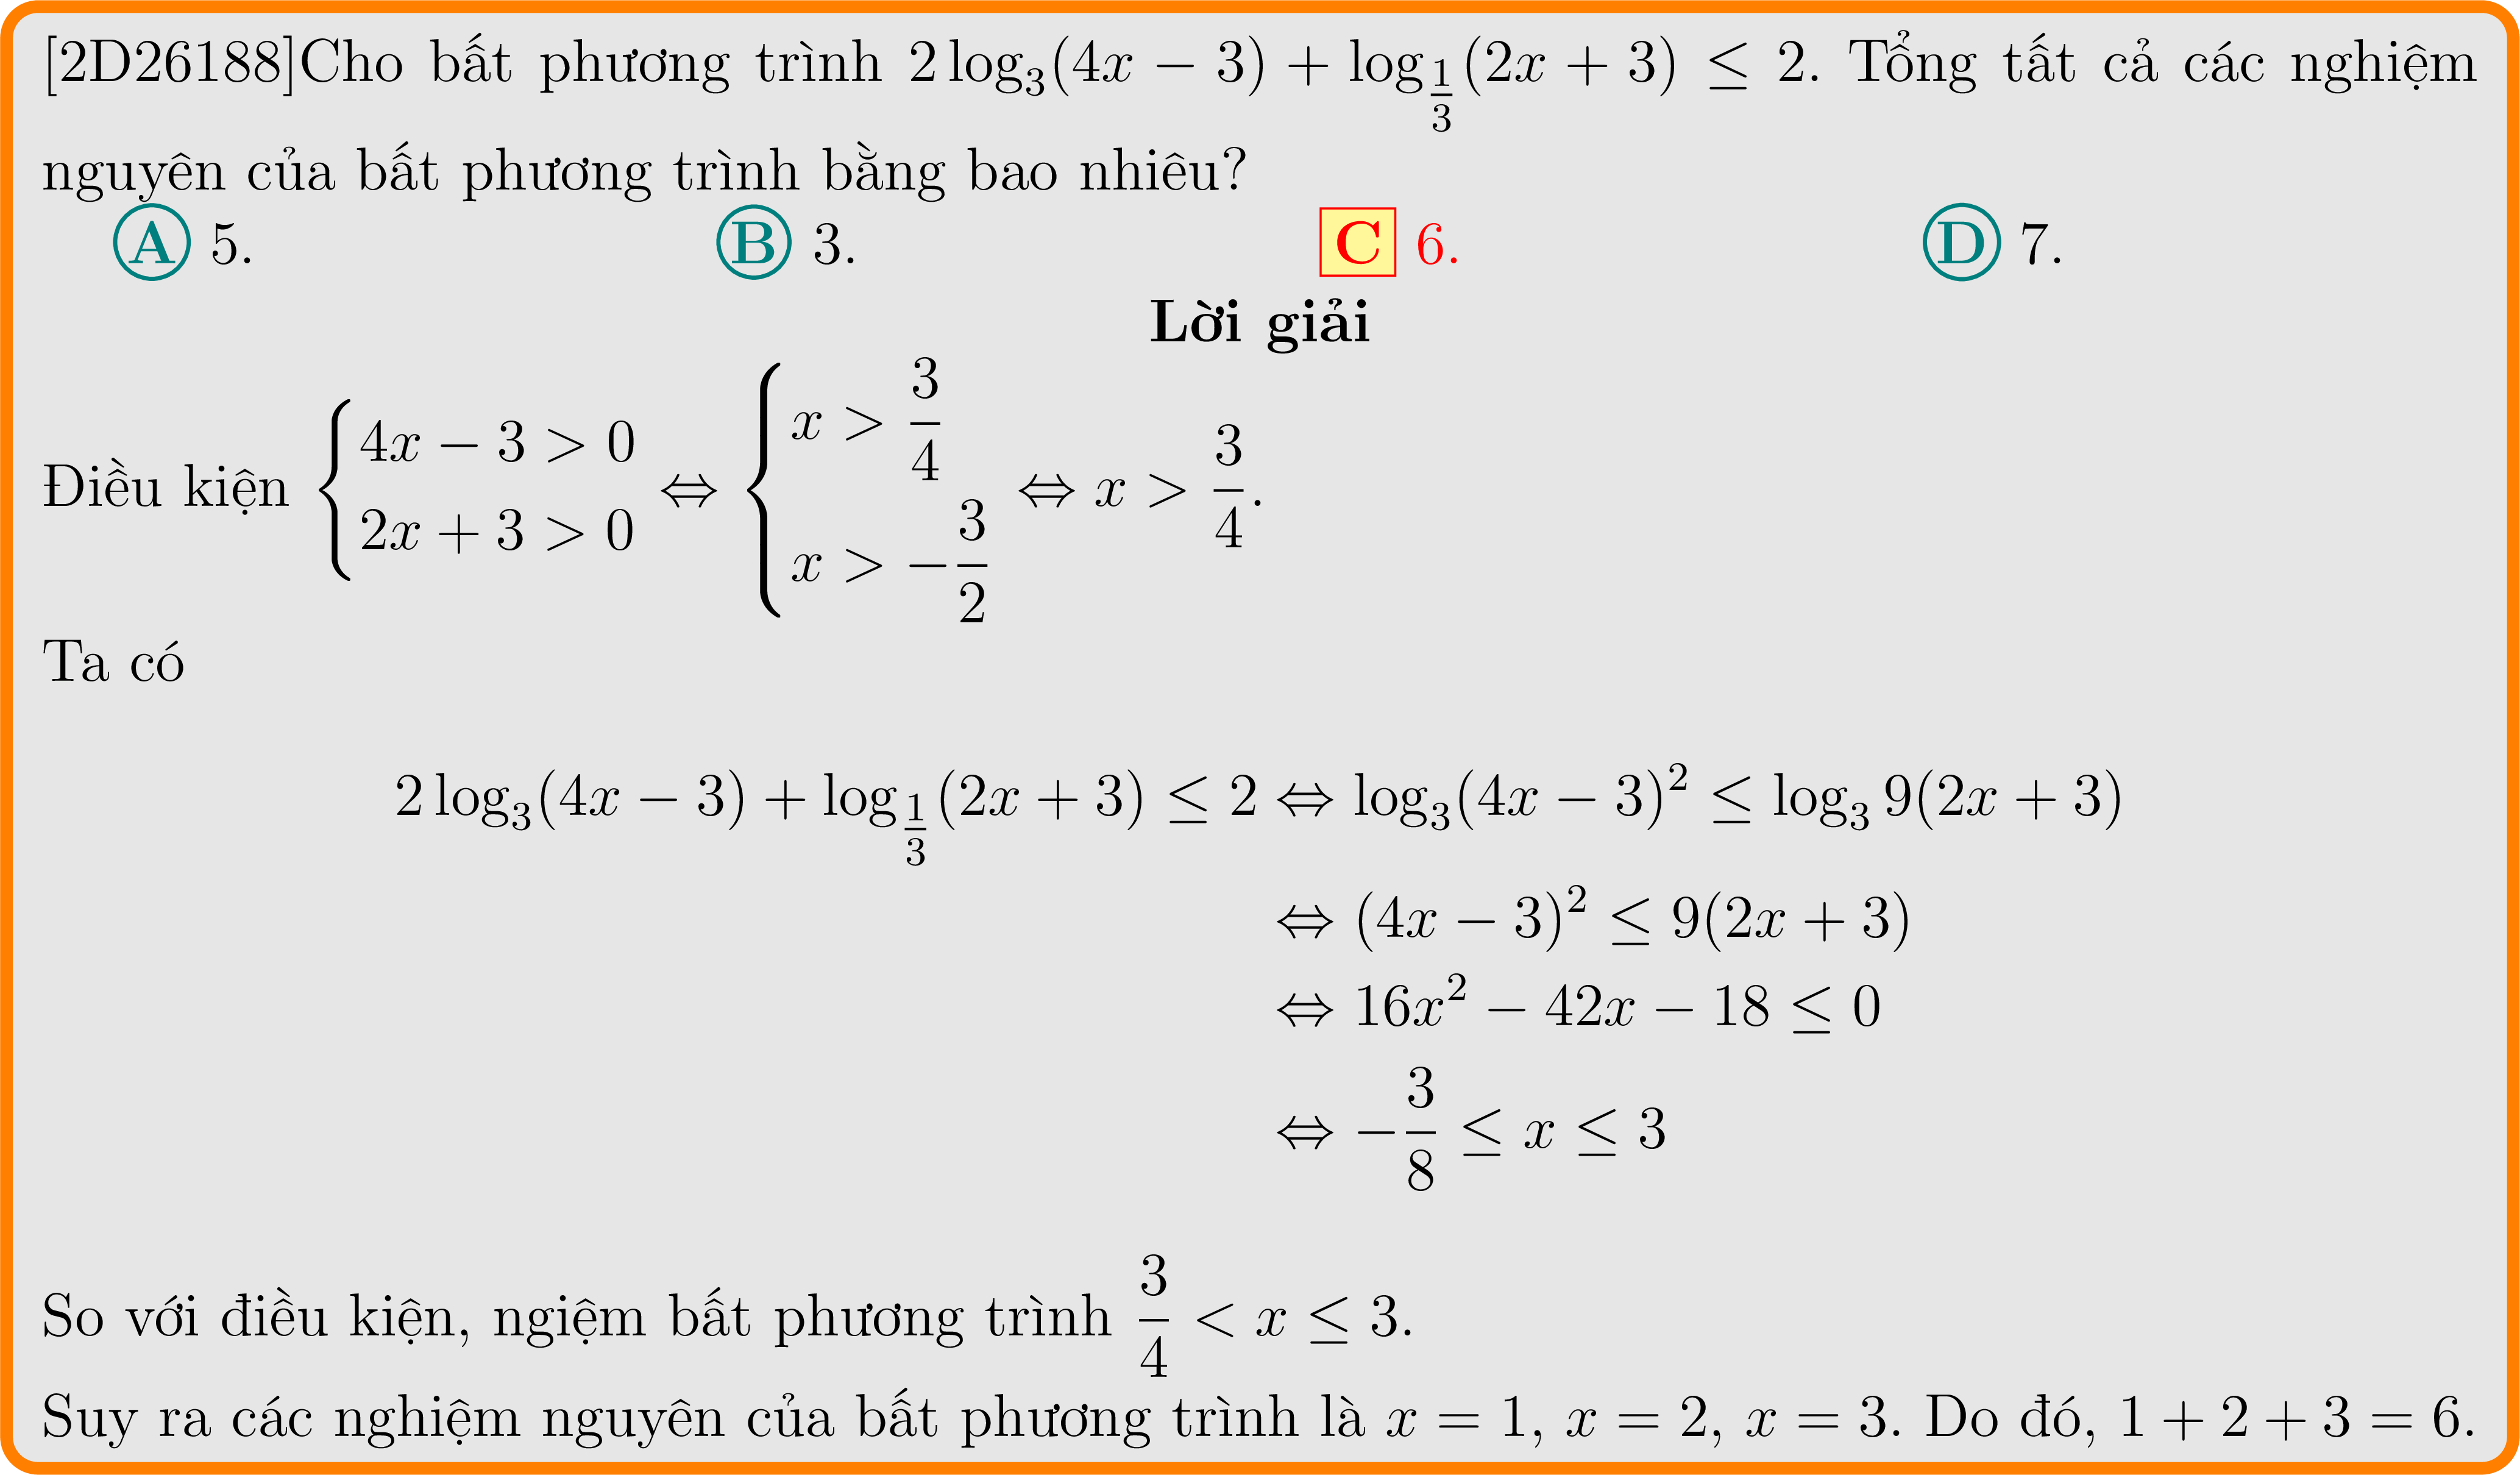 [2D26188]Cho bất phương trình $2\log_3(4x-3)+\log_{\frac{1}{3}}(2x+3)\leq 2$. Tổng tất cả các nghiệm
nguyên của bất phương trình bằng bao nhiêu?
A 5. B 3. C 6. D 7.
Lời giải
Điều kiện $\begin{cases}4x-3>0\\2x+3>0\end{cases}\Leftrightarrow\begin{cases}x>\dfrac{3}{4}\\x>-\dfrac{3}{2}\end{cases}\Leftrightarrow x>\dfrac{3}{4}.$
Ta có
$2\log_3(4x-3)+\log_{\frac{1}{3}}(2x+3)\leq 2\Leftrightarrow\log_3(4x-3)^2\leq\log_3 9(2x+3)$
$\Leftrightarrow(4x-3)^2\leq 9(2x+3)$
$\Leftrightarrow 16x^2-42x-18\leq 0$
$\Leftrightarrow-\dfrac{3}{8}\leq x\leq 3$
So với điều kiện, ngiệm bất phương trình $\dfrac{3}{4}<x\leq 3$.
Suy ra các nghiệm nguyên của bất phương trình là $x=1$, $x=2$, $x=3$. Do đó, $1+2+3=6$.